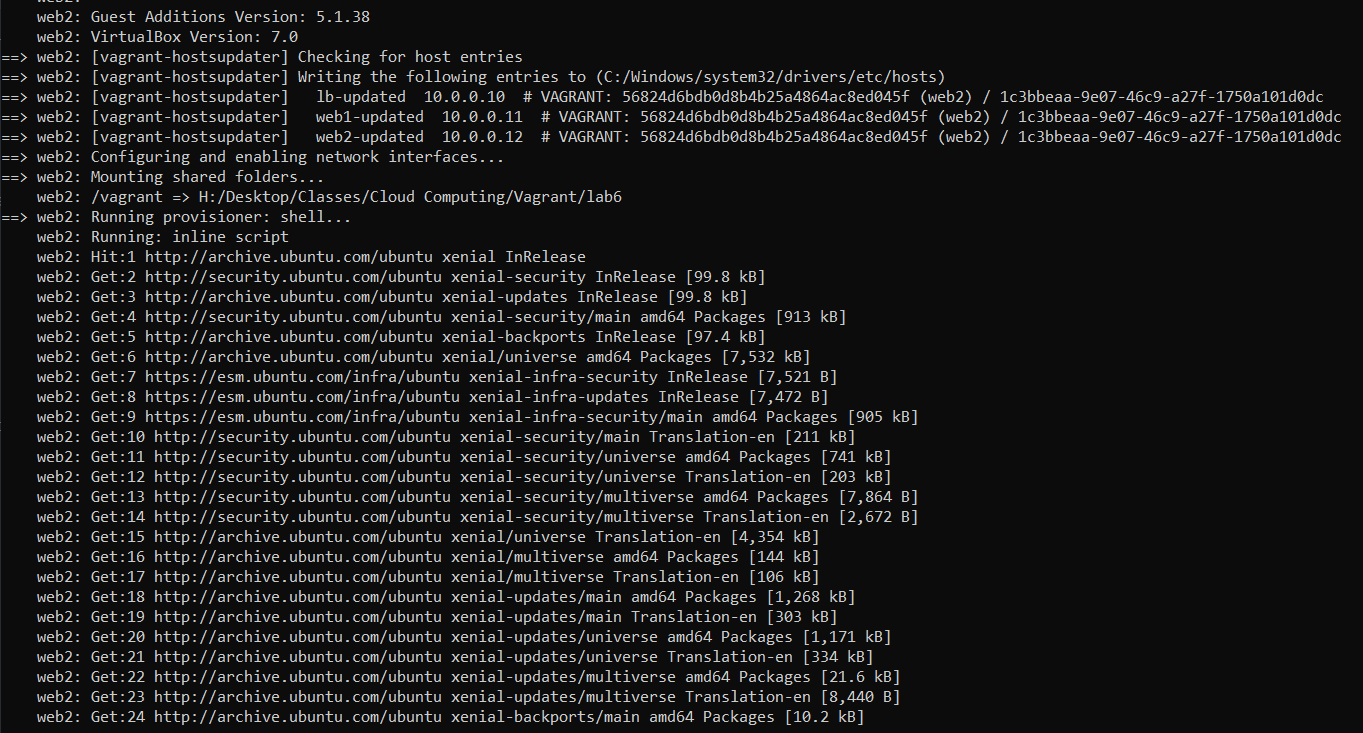 web2: Guest Additions Version: 5.1.38
web2: VirtualBox Version: 7.0
==> web2: [vagrant-hostsupdater] Checking for host entries
==> web2: [vagrant-hostsupdater] Writing the following entries to (C:/Windows/system32/drivers/etc/hosts)
==> web2: [vagrant-hostsupdater]   lb-updated  10.0.0.10  # VAGRANT: 56824d6bdb0d8b4b25a4864ac8ed045f (web2) / 1c3bbeaa-9e07-46c9-a27f-1750a101d0dc
==> web2: [vagrant-hostsupdater]   web1-updated  10.0.0.11  # VAGRANT: 56824d6bdb0d8b4b25a4864ac8ed045f (web2) / 1c3bbeaa-9e07-46c9-a27f-1750a101d0dc
==> web2: [vagrant-hostsupdater]   web2-updated  10.0.0.12  # VAGRANT: 56824d6bdb0d8b4b25a4864ac8ed045f (web2) / 1c3bbeaa-9e07-46c9-a27f-1750a101d0dc
==> web2: Configuring and enabling network interfaces...
==> web2: Mounting shared folders...
web2: /vagrant => H:/Desktop/Classes/Cloud Computing/Vagrant/lab6
==> web2: Running provisioner: shell...
web2: Running: inline script
web2: Hit:1 http://archive.ubuntu.com/ubuntu xenial InRelease
web2: Get:2 http://security.ubuntu.com/ubuntu xenial-security InRelease [99.8 kB]
web2: Get:3 http://archive.ubuntu.com/ubuntu xenial-updates InRelease [99.8 kB]
web2: Get:4 http://security.ubuntu.com/ubuntu xenial-security/main amd64 Packages [913 kB]
web2: Get:5 http://archive.ubuntu.com/ubuntu xenial-backports InRelease [97.4 kB]
web2: Get:6 http://archive.ubuntu.com/ubuntu xenial/universe amd64 Packages [7,532 kB]
web2: Get:7 https://esm.ubuntu.com/infra/ubuntu xenial-infra-security InRelease [7,521 B]
web2: Get:8 https://esm.ubuntu.com/infra/ubuntu xenial-infra-updates InRelease [7,472 B]
web2: Get:9 https://esm.ubuntu.com/infra/ubuntu xenial-infra-security/main amd64 Packages [905 kB]
web2: Get:10 http://security.ubuntu.com/ubuntu xenial-security/main Translation-en [211 kB]
web2: Get:11 http://security.ubuntu.com/ubuntu xenial-security/universe amd64 Packages [741 kB]
web2: Get:12 http://security.ubuntu.com/ubuntu xenial-security/universe Translation-en [203 kB]
web2: Get:13 http://security.ubuntu.com/ubuntu xenial-security/multiverse amd64 Packages [7,864 B]
web2: Get:14 http://security.ubuntu.com/ubuntu xenial-security/multiverse Translation-en [2,672 B]
web2: Get:15 http://archive.ubuntu.com/ubuntu xenial/universe Translation-en [4,354 kB]
web2: Get:16 http://archive.ubuntu.com/ubuntu xenial/multiverse amd64 Packages [144 kB]
web2: Get:17 http://archive.ubuntu.com/ubuntu xenial/multiverse Translation-en [106 kB]
web2: Get:18 http://archive.ubuntu.com/ubuntu xenial-updates/main amd64 Packages [1,268 kB]
web2: Get:19 http://archive.ubuntu.com/ubuntu xenial-updates/main Translation-en [303 kB]
web2: Get:20 http://archive.ubuntu.com/ubuntu xenial-updates/universe amd64 Packages [1,171 kB]
web2: Get:21 http://archive.ubuntu.com/ubuntu xenial-updates/universe Translation-en [334 kB]
web2: Get:22 http://archive.ubuntu.com/ubuntu xenial-updates/multiverse amd64 Packages [21.6 kB]
web2: Get:23 http://archive.ubuntu.com/ubuntu xenial-updates/multiverse Translation-en [8,440 B]
web2: Get:24 http://archive.ubuntu.com/ubuntu xenial-backports/main amd64 Packages [10.2 kB]